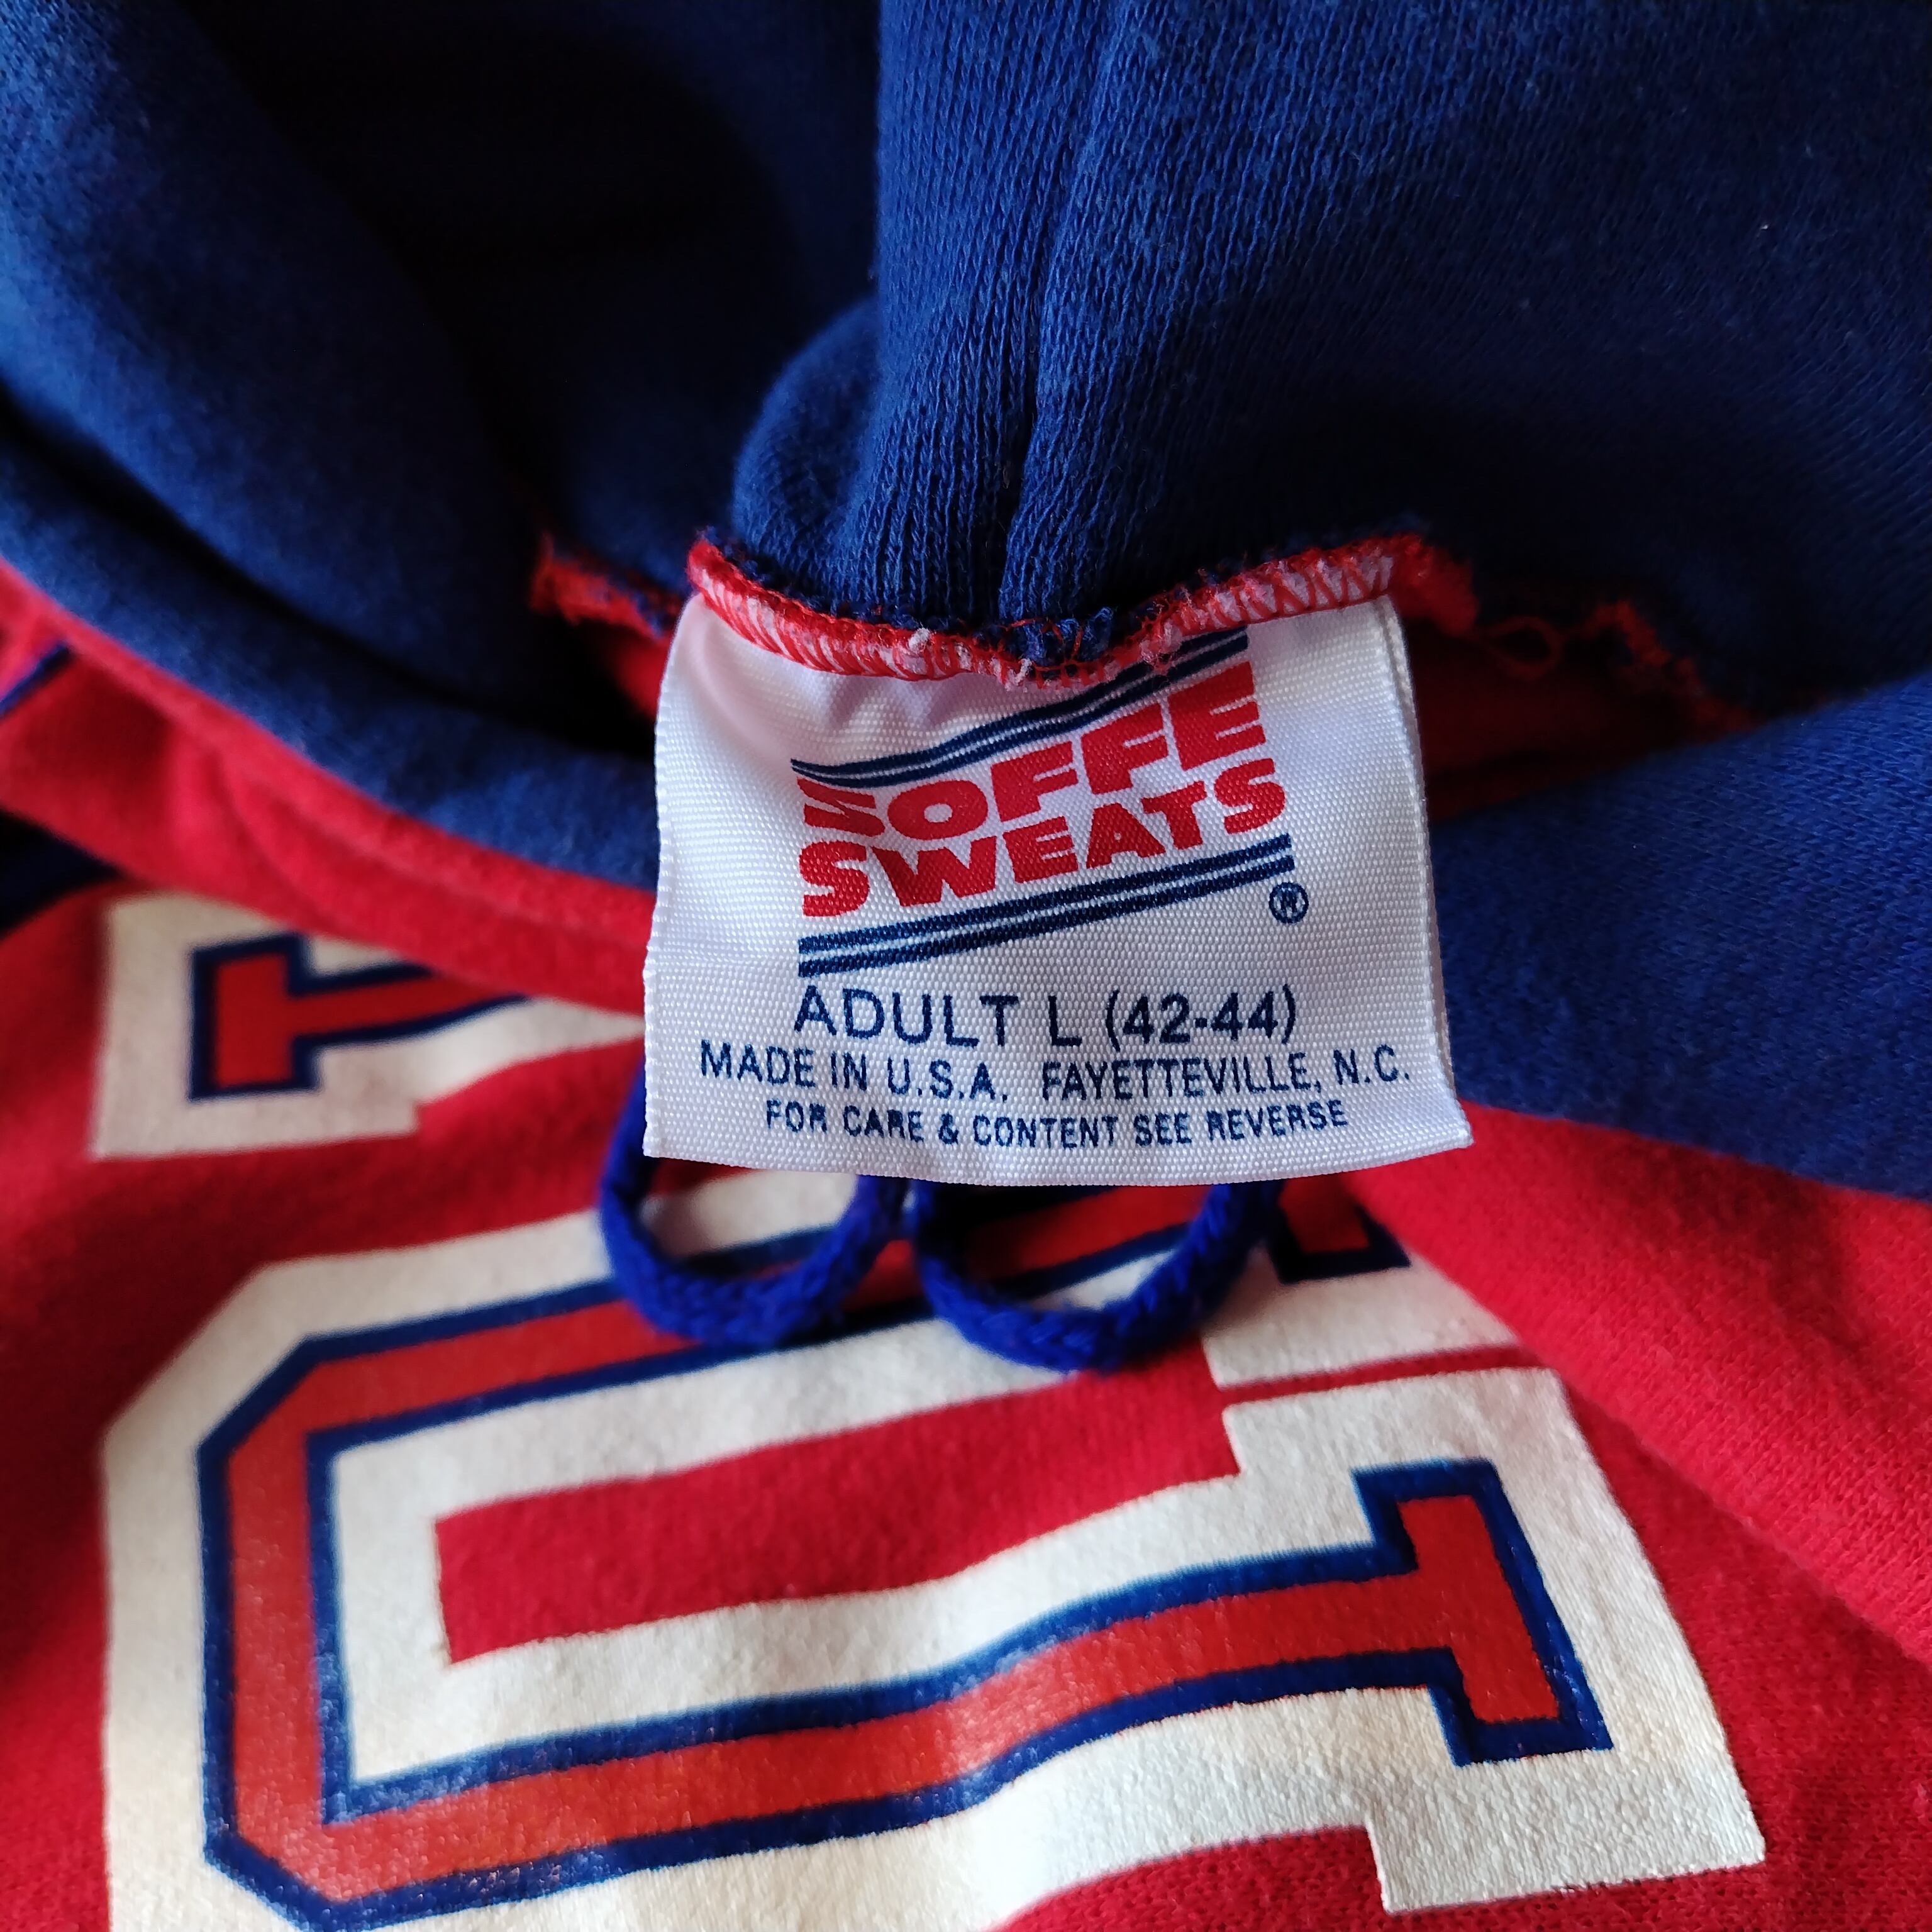 SOFFE
SWEATS
®
ADULT L (42-44)
MADE IN U.S.A. FAYETTEVILLE, N.C.
FOR CARE & CONTENT SEE REVERSE